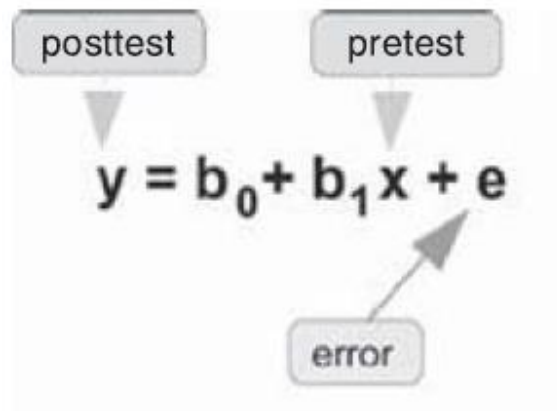 posttest pretest
y = b₀ + b₁x + e
error